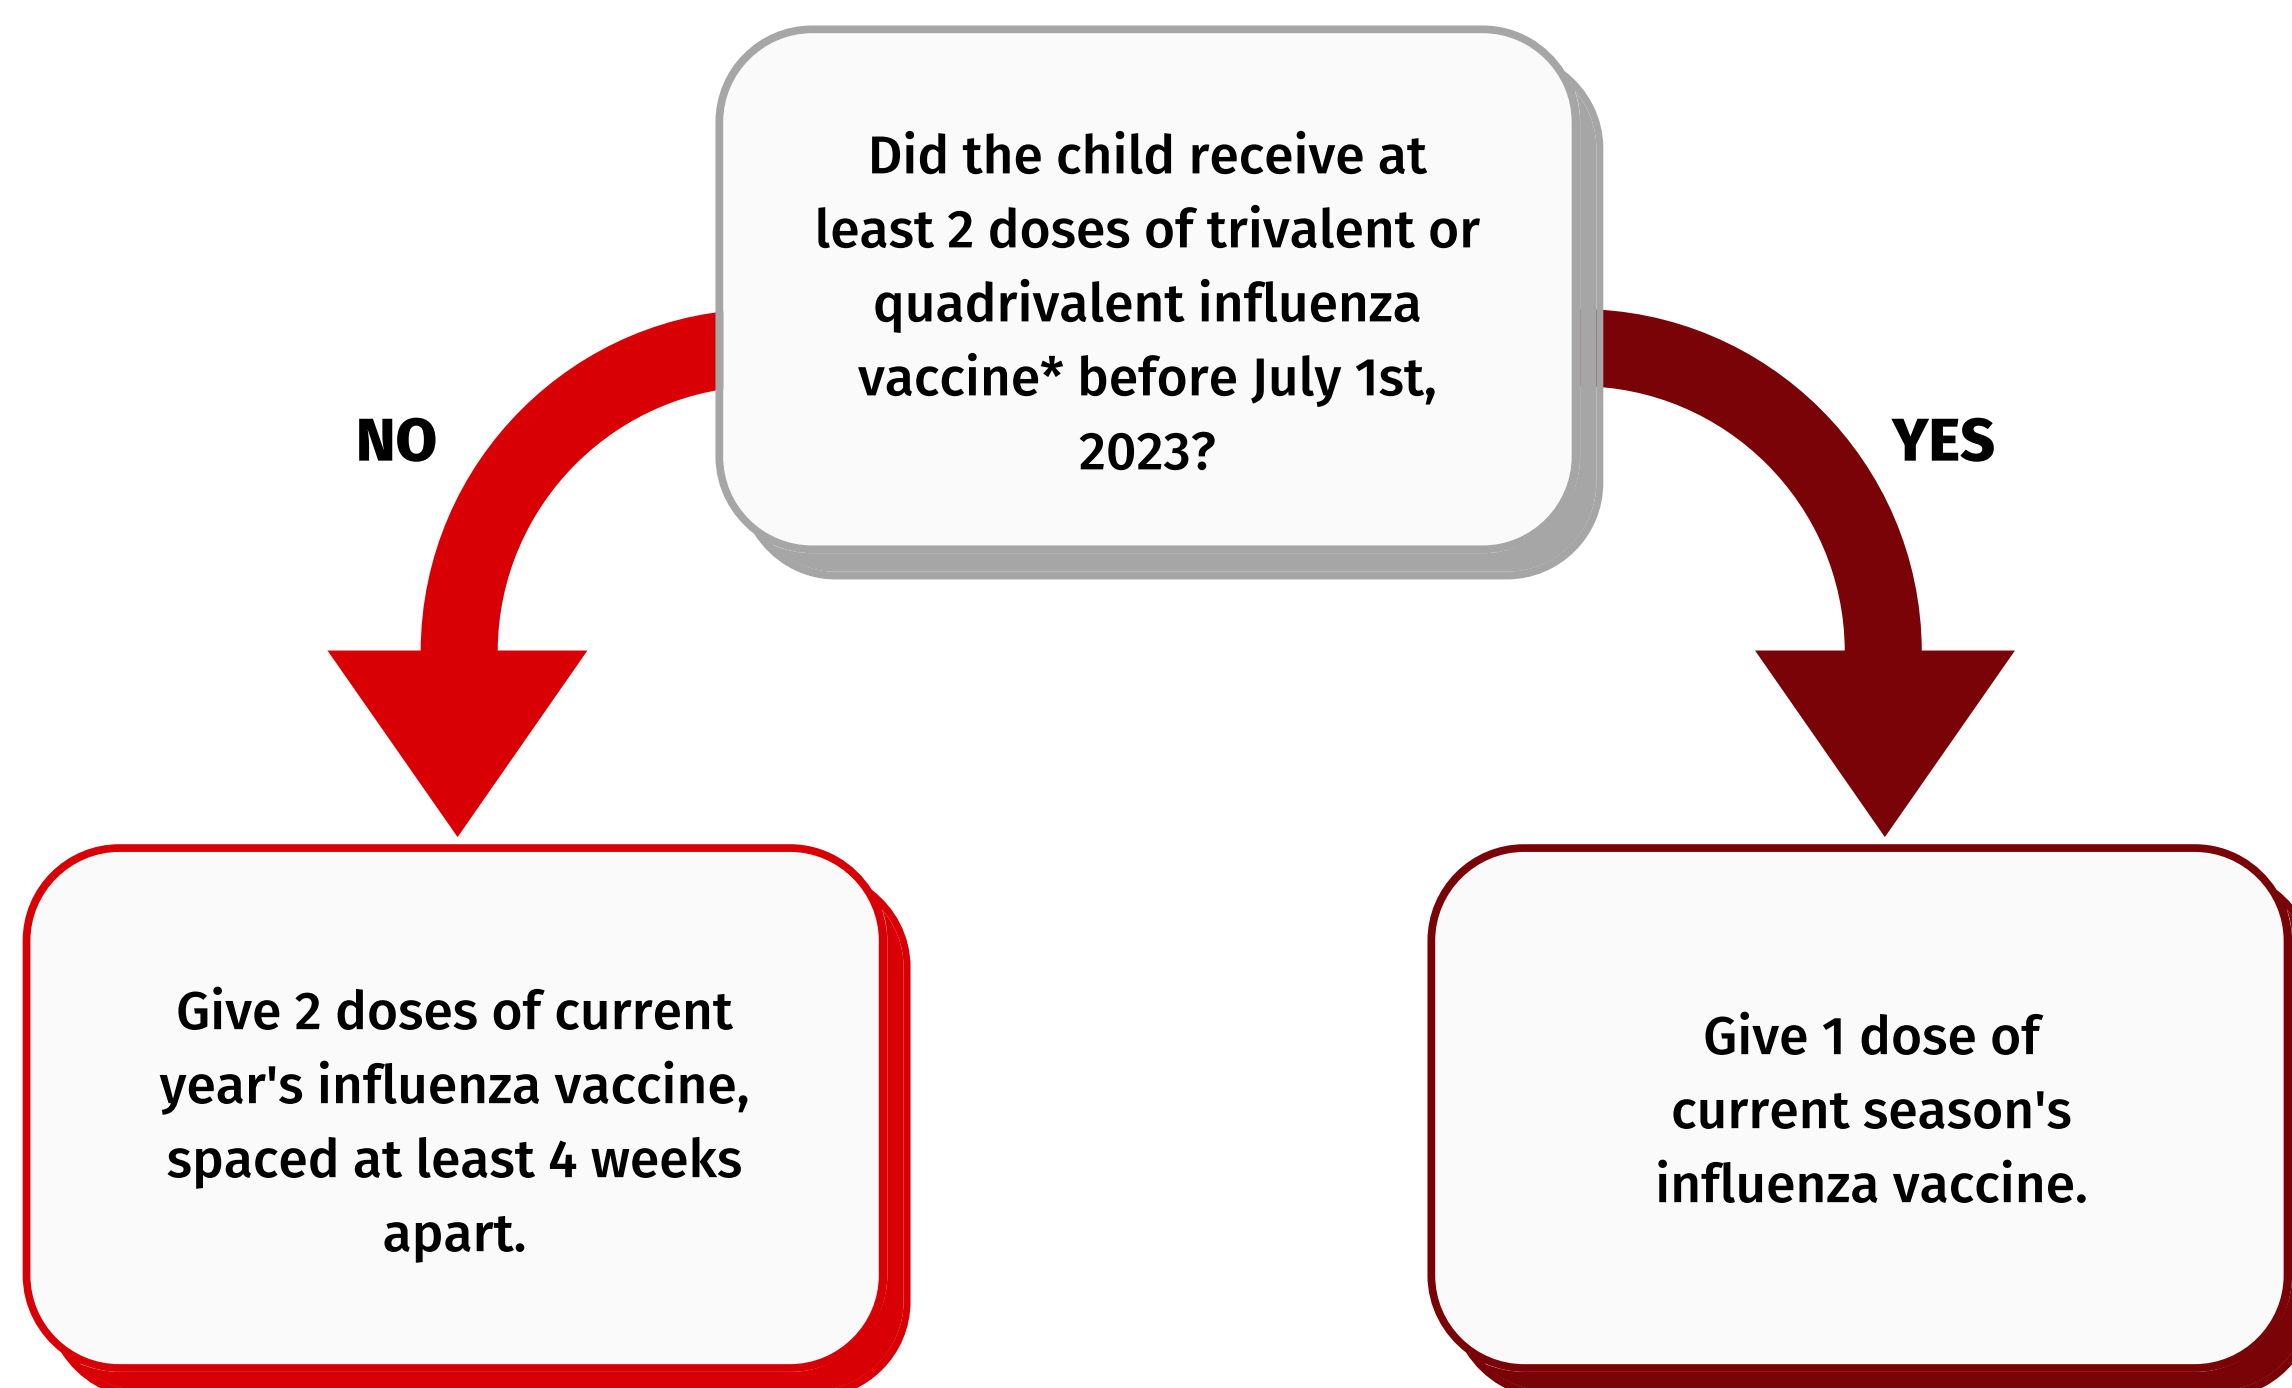 Did the child receive at
least 2 doses of trivalent or
quadrivalent influenza
vaccine* before July 1st,
2023?
NO
YES
Give 2 doses of current
year's influenza vaccine,
spaced at least 4 weeks
apart.
Give 1 dose of
current season's
influenza vaccine.